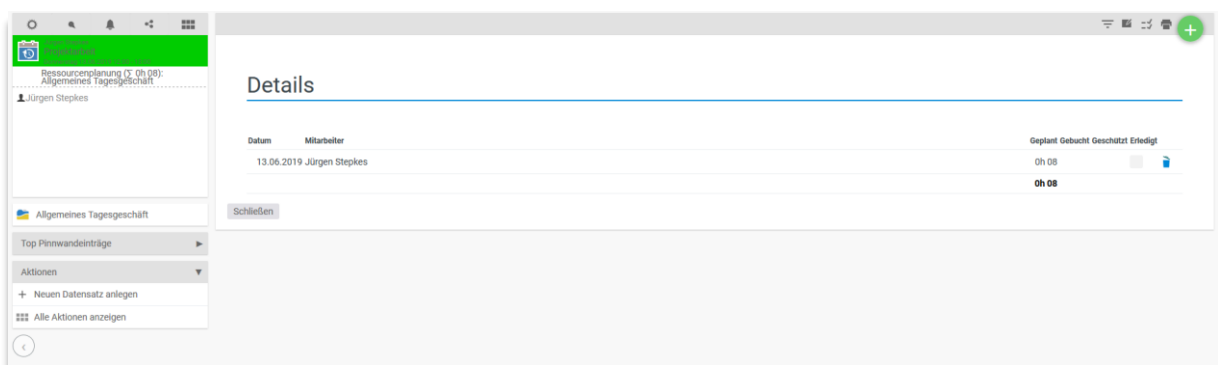 Projektarbeit
Ressourcenplanung (∑ 0h 08):
Allgemeines Tagesgeschäft
Jürgen Stepkes
Allgemeines Tagesgeschäft
Top Pinnwandeinträge
Aktionen
Neuen Datensatz anlegen
Alle Aktionen anzeigen
Details
Datum Mitarbeiter Geplant Gebucht Geschützt Erledigt
13.06.2019 Jürgen Stepkes 0h 08
0h 08
Schließen